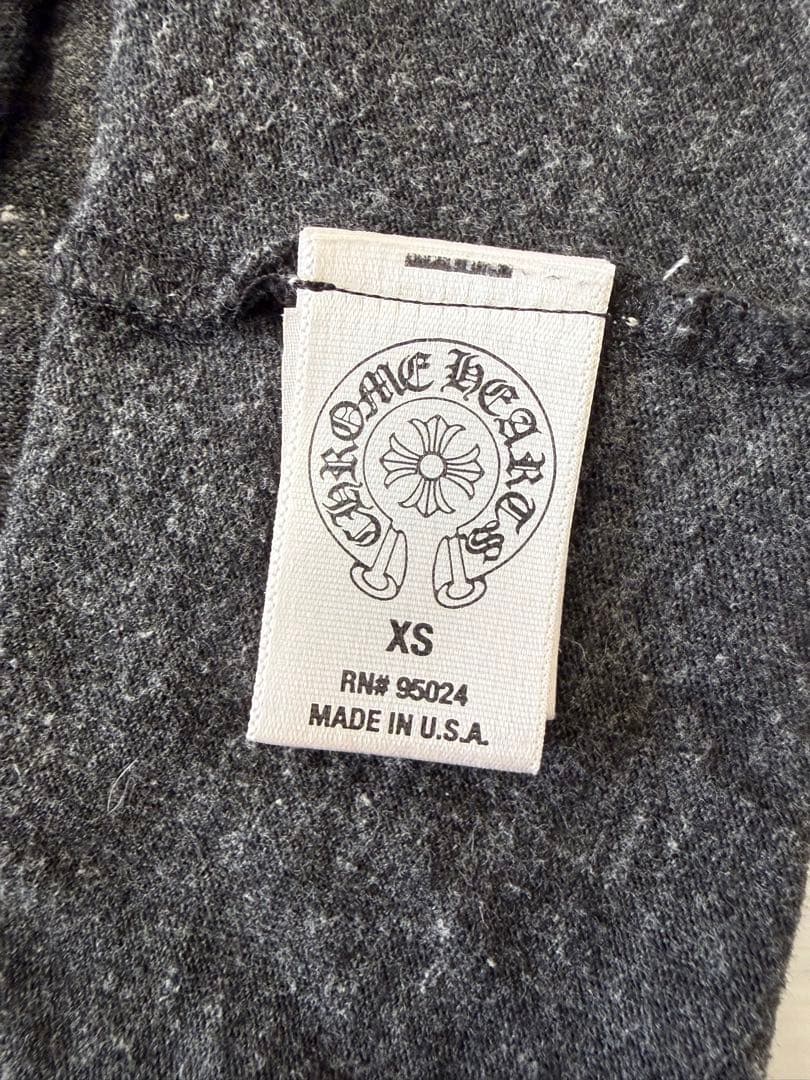 CHROME HEARTS
XS
RN# 95024
MADE IN U.S.A.